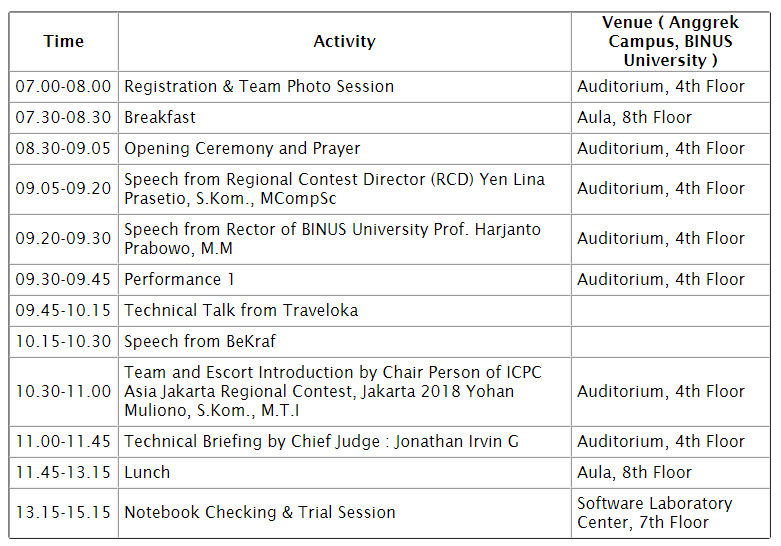 Time Activity Venue ( Anggrek
Campus, BINUS
University )
07.00-08.00 Registration & Team Photo Session Auditorium, 4th Floor
07.30-08.30 Breakfast Aula, 8th Floor
08.30-09.05 Opening Ceremony and Prayer Auditorium, 4th Floor
09.05-09.20 Speech from Regional Contest Director (RCD) Yen Lina
Prasetio, S.Kom., MCompSc Auditorium, 4th Floor
09.20-09.30 Speech from Rector of BINUS University Prof. Harjanto
Prabowo, M.M Auditorium, 4th Floor
09.30-09.45 Performance 1 Auditorium, 4th Floor
09.45-10.15 Technical Talk from Traveloka
10.15-10.30 Speech from BeKraf
10.30-11.00 Team and Escort Introduction by Chair Person of ICPC
Asia Jakarta Regional Contest, Jakarta 2018 Yohan
Muliono, S.Kom., M.T.I Auditorium, 4th Floor
11.00-11.45 Technical Briefing by Chief Judge : Jonathan Irvin G Auditorium, 4th Floor
11.45-13.15 Lunch Aula, 8th Floor
13.15-15.15 Notebook Checking & Trial Session Software Laboratory
Center, 7th Floor